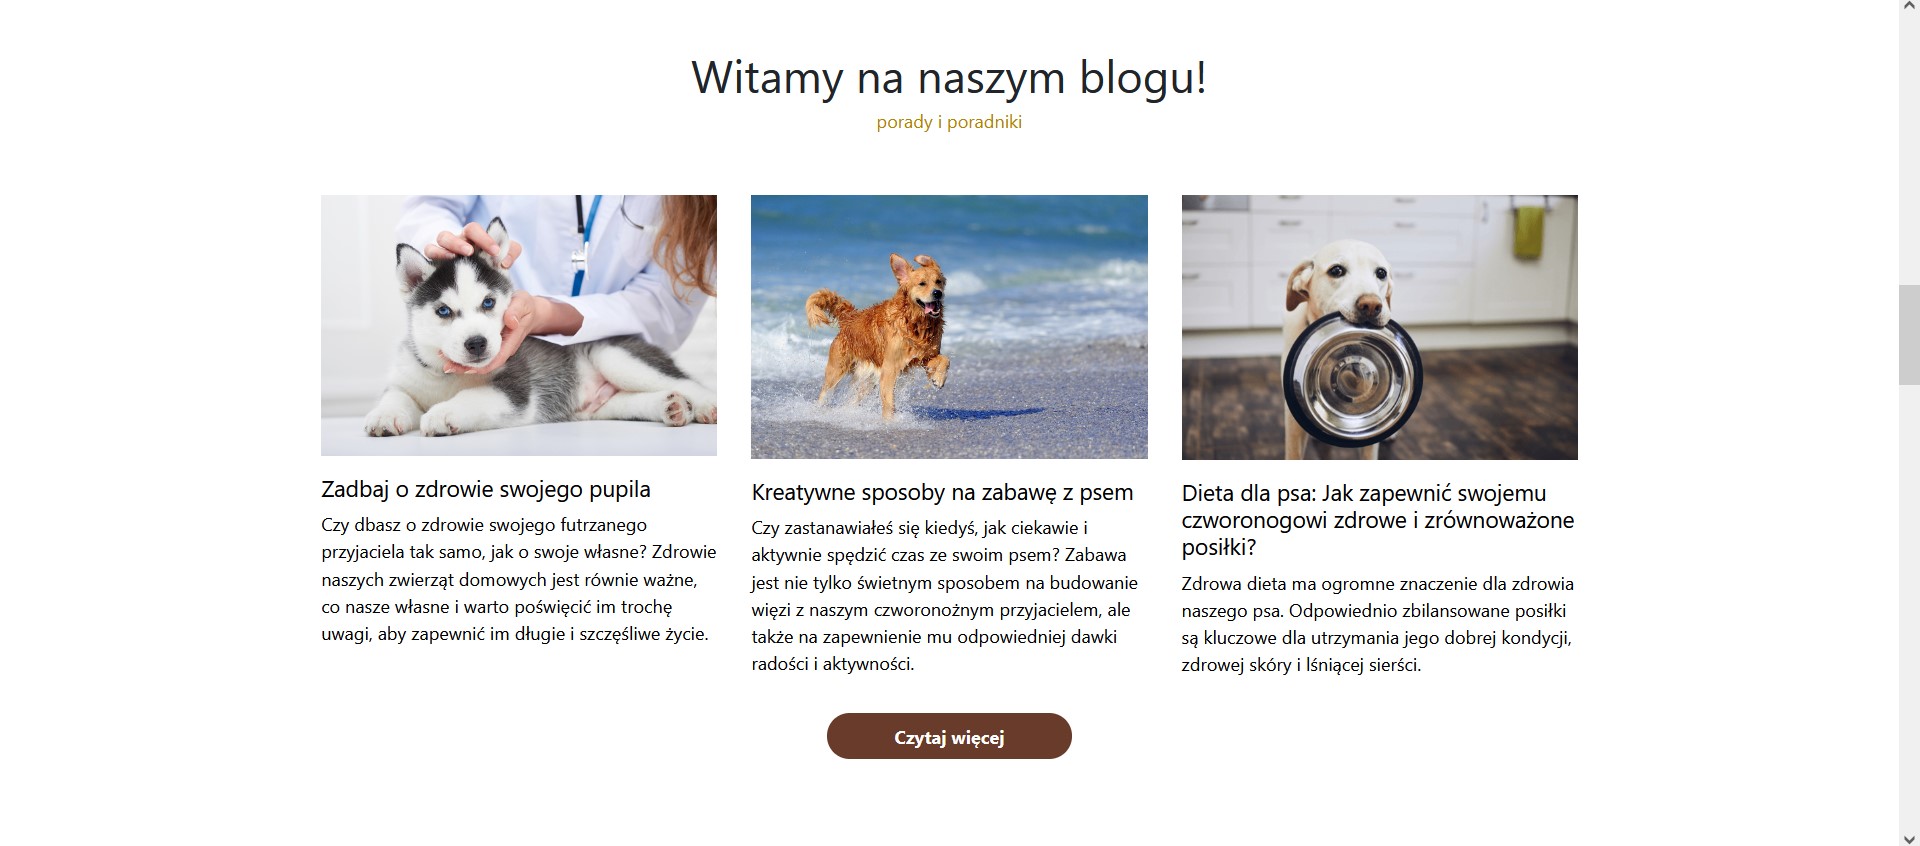 Witamy na naszym blogu!
porady i poradniki
Zadbaj o zdrowie swojego pupila
Czy dbasz o zdrowie swojego futrzanego
przyjaciela tak samo, jak o swoje własne? Zdrowie
naszych zwierząt domowych jest równie ważne,
co nasze własne i warto poświęcić im trochę
uwagi, aby zapewnić im długie i szczęśliwe życie.
Kreatywne sposoby na zabawę z psem
Czy zastanawiałeś się kiedyś, jak ciekawie i
aktywnie spędzić czas ze swoim psem? Zabawa
jest nie tylko świetnym sposobem na budowanie
więzi z naszym czworonożnym przyjacielem, ale
także na zapewnienie mu odpowiedniej dawki
radości i aktywności.
Dieta dla psa: Jak zapewnić swojemu
czworonogowi zdrowe i zrównoważone
posiłki?
Zdrowa dieta ma ogromne znaczenie dla zdrowia
naszego psa. Odpowiednio zbilansowane posiłki
są kluczowe dla utrzymania jego dobrej kondycji,
zdrowej skóry i lśniącej sierści.
Czytaj więcej